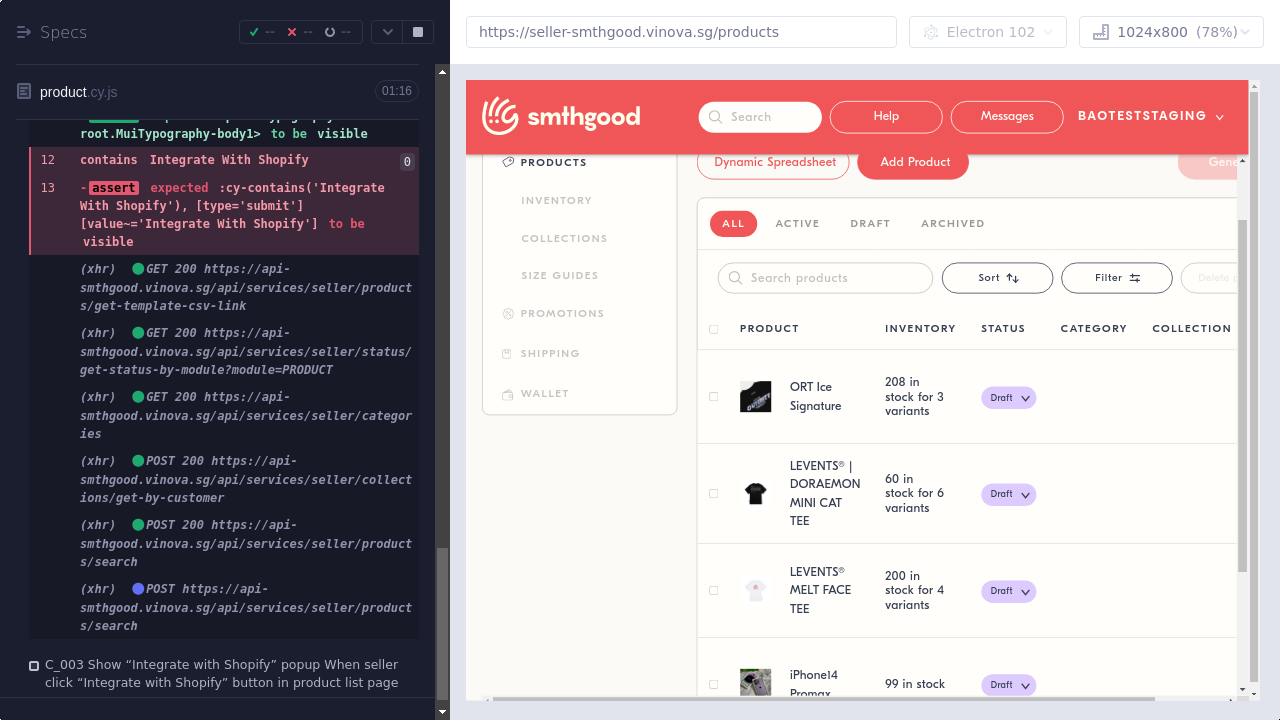 Specs
--
--
--
product.cy.js
01:16
root.MuiTypography-body1> to be visible
12 contains Integrate With Shopify 0
13 -assert expected :cy-contains('Integrate
With Shopify'), [type='submit']
[value~='Integrate With Shopify'] to be
visible
(xhr) GET 200 https://api-
smthgood.vinova.sg/api/services/seller/product
s/get-template-csv-link
(xhr) GET 200 https://api-
smthgood.vinova.sg/api/services/seller/status/
get-status-by-module?module=PRODUCT
(xhr) GET 200 https://api-
smthgood.vinova.sg/api/services/seller/categor
ies
(xhr) POST 200 https://api-
smthgood.vinova.sg/api/services/seller/collect
ions/get-by-customer
(xhr) POST 200 https://api-
smthgood.vinova.sg/api/services/seller/product
s/search
(xhr) POST https://api-
smthgood.vinova.sg/api/services/seller/product
s/search
C_003 Show “Integrate with Shopify” popup When seller
click “Integrate with Shopify” button in product list page
https://seller-smthgood.vinova.sg/products
Electron 102
1024x800 (78%)
smthgood
Search
Help
Messages
BAOTESTSTAGING
PRODUCTS
INVENTORY
COLLECTIONS
SIZE GUIDES
PROMOTIONS
SHIPPING
WALLET
Dynamic Spreadsheet
Add Product
Gene
ALL ACTIVE DRAFT ARCHIVED
Search products
Sort
Filter
Delete
PRODUCT INVENTORY STATUS CATEGORY COLLECTION
ORT Ice
Signature
208 in
stock for 3
variants
Draft
LEVENTS® |
DORAEMON
MINI CAT
TEE
60 in
stock for 6
variants
Draft
LEVENTS®
MELT FACE
TEE
200 in
stock for 4
variants
Draft
iPhone14
Promax
99 in stock
Draft